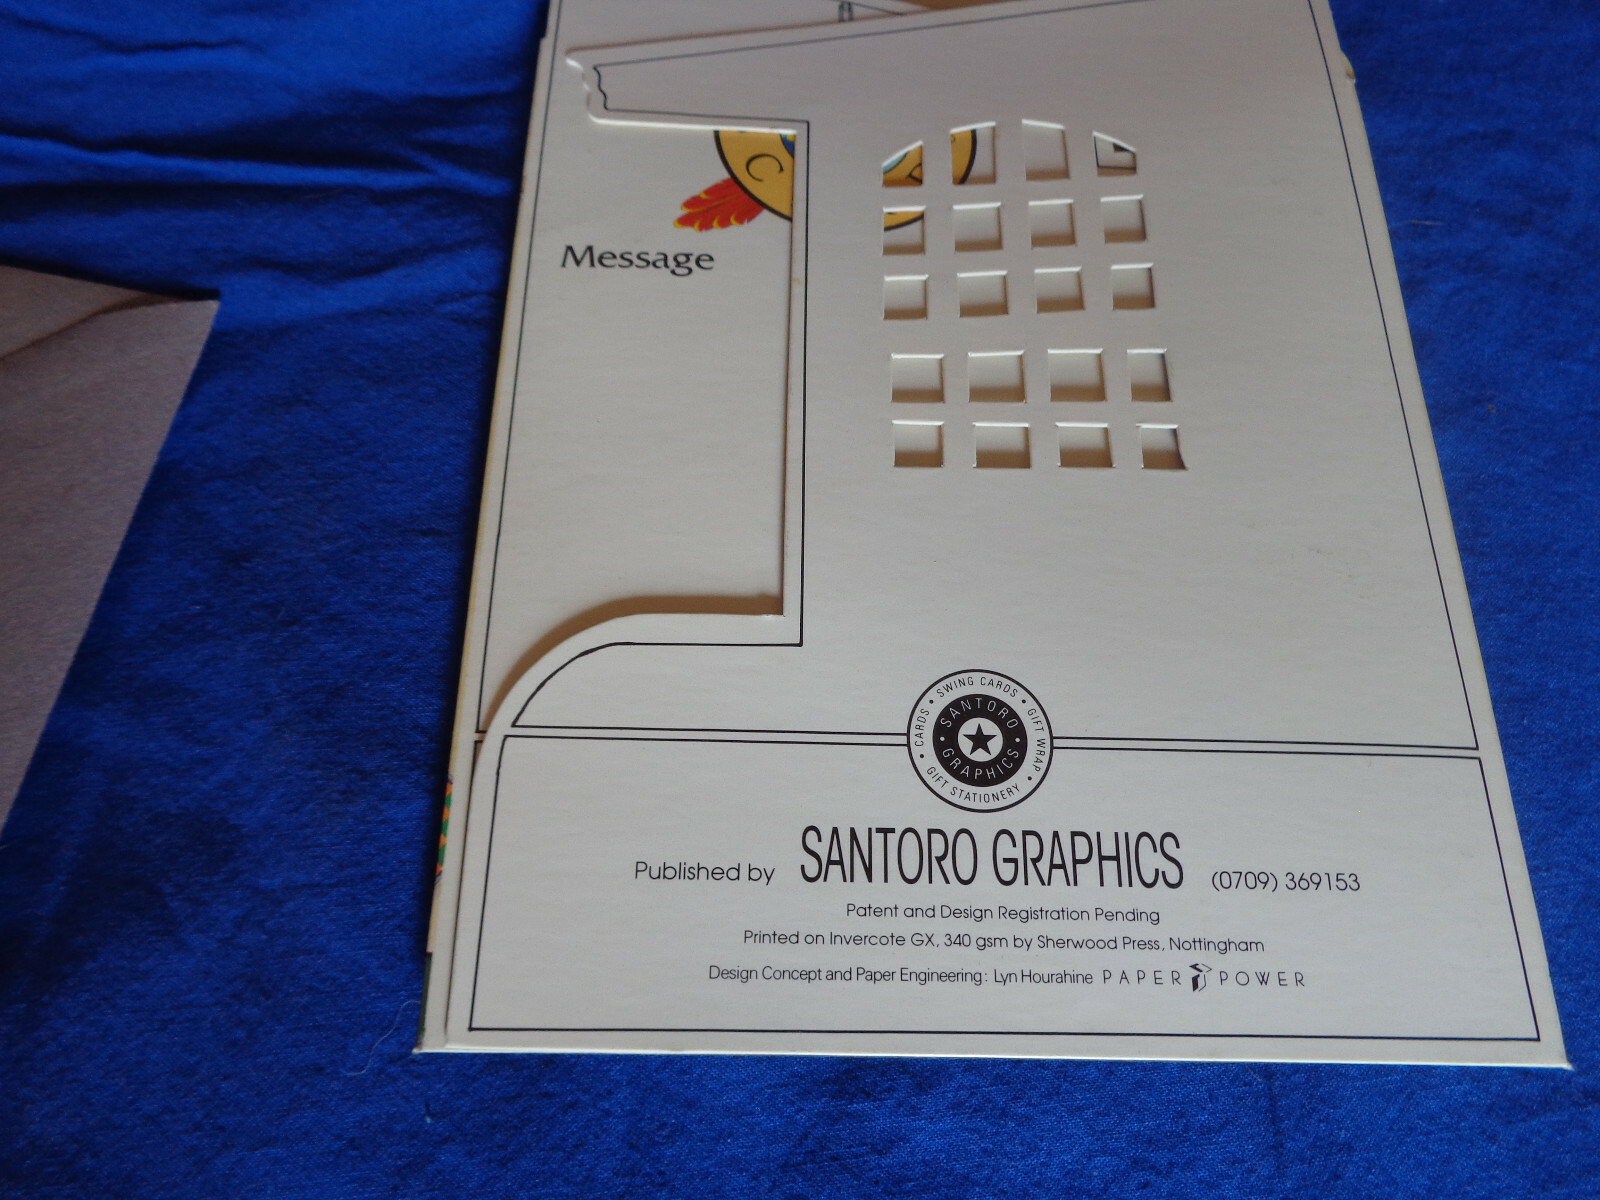 Message
• SWING CARDS • GIFT WRAP • GIFT STATIONERY • CARDS
• SANTORO • GRAPHICS
Published by SANTORO GRAPHICS (0709) 369153
Patent and Design Registration Pending
Printed on Invercote GX, 340 gsm by Sherwood Press, Nottingham
Design Concept and Paper Engineering: Lyn Hourahine PAPER POWER